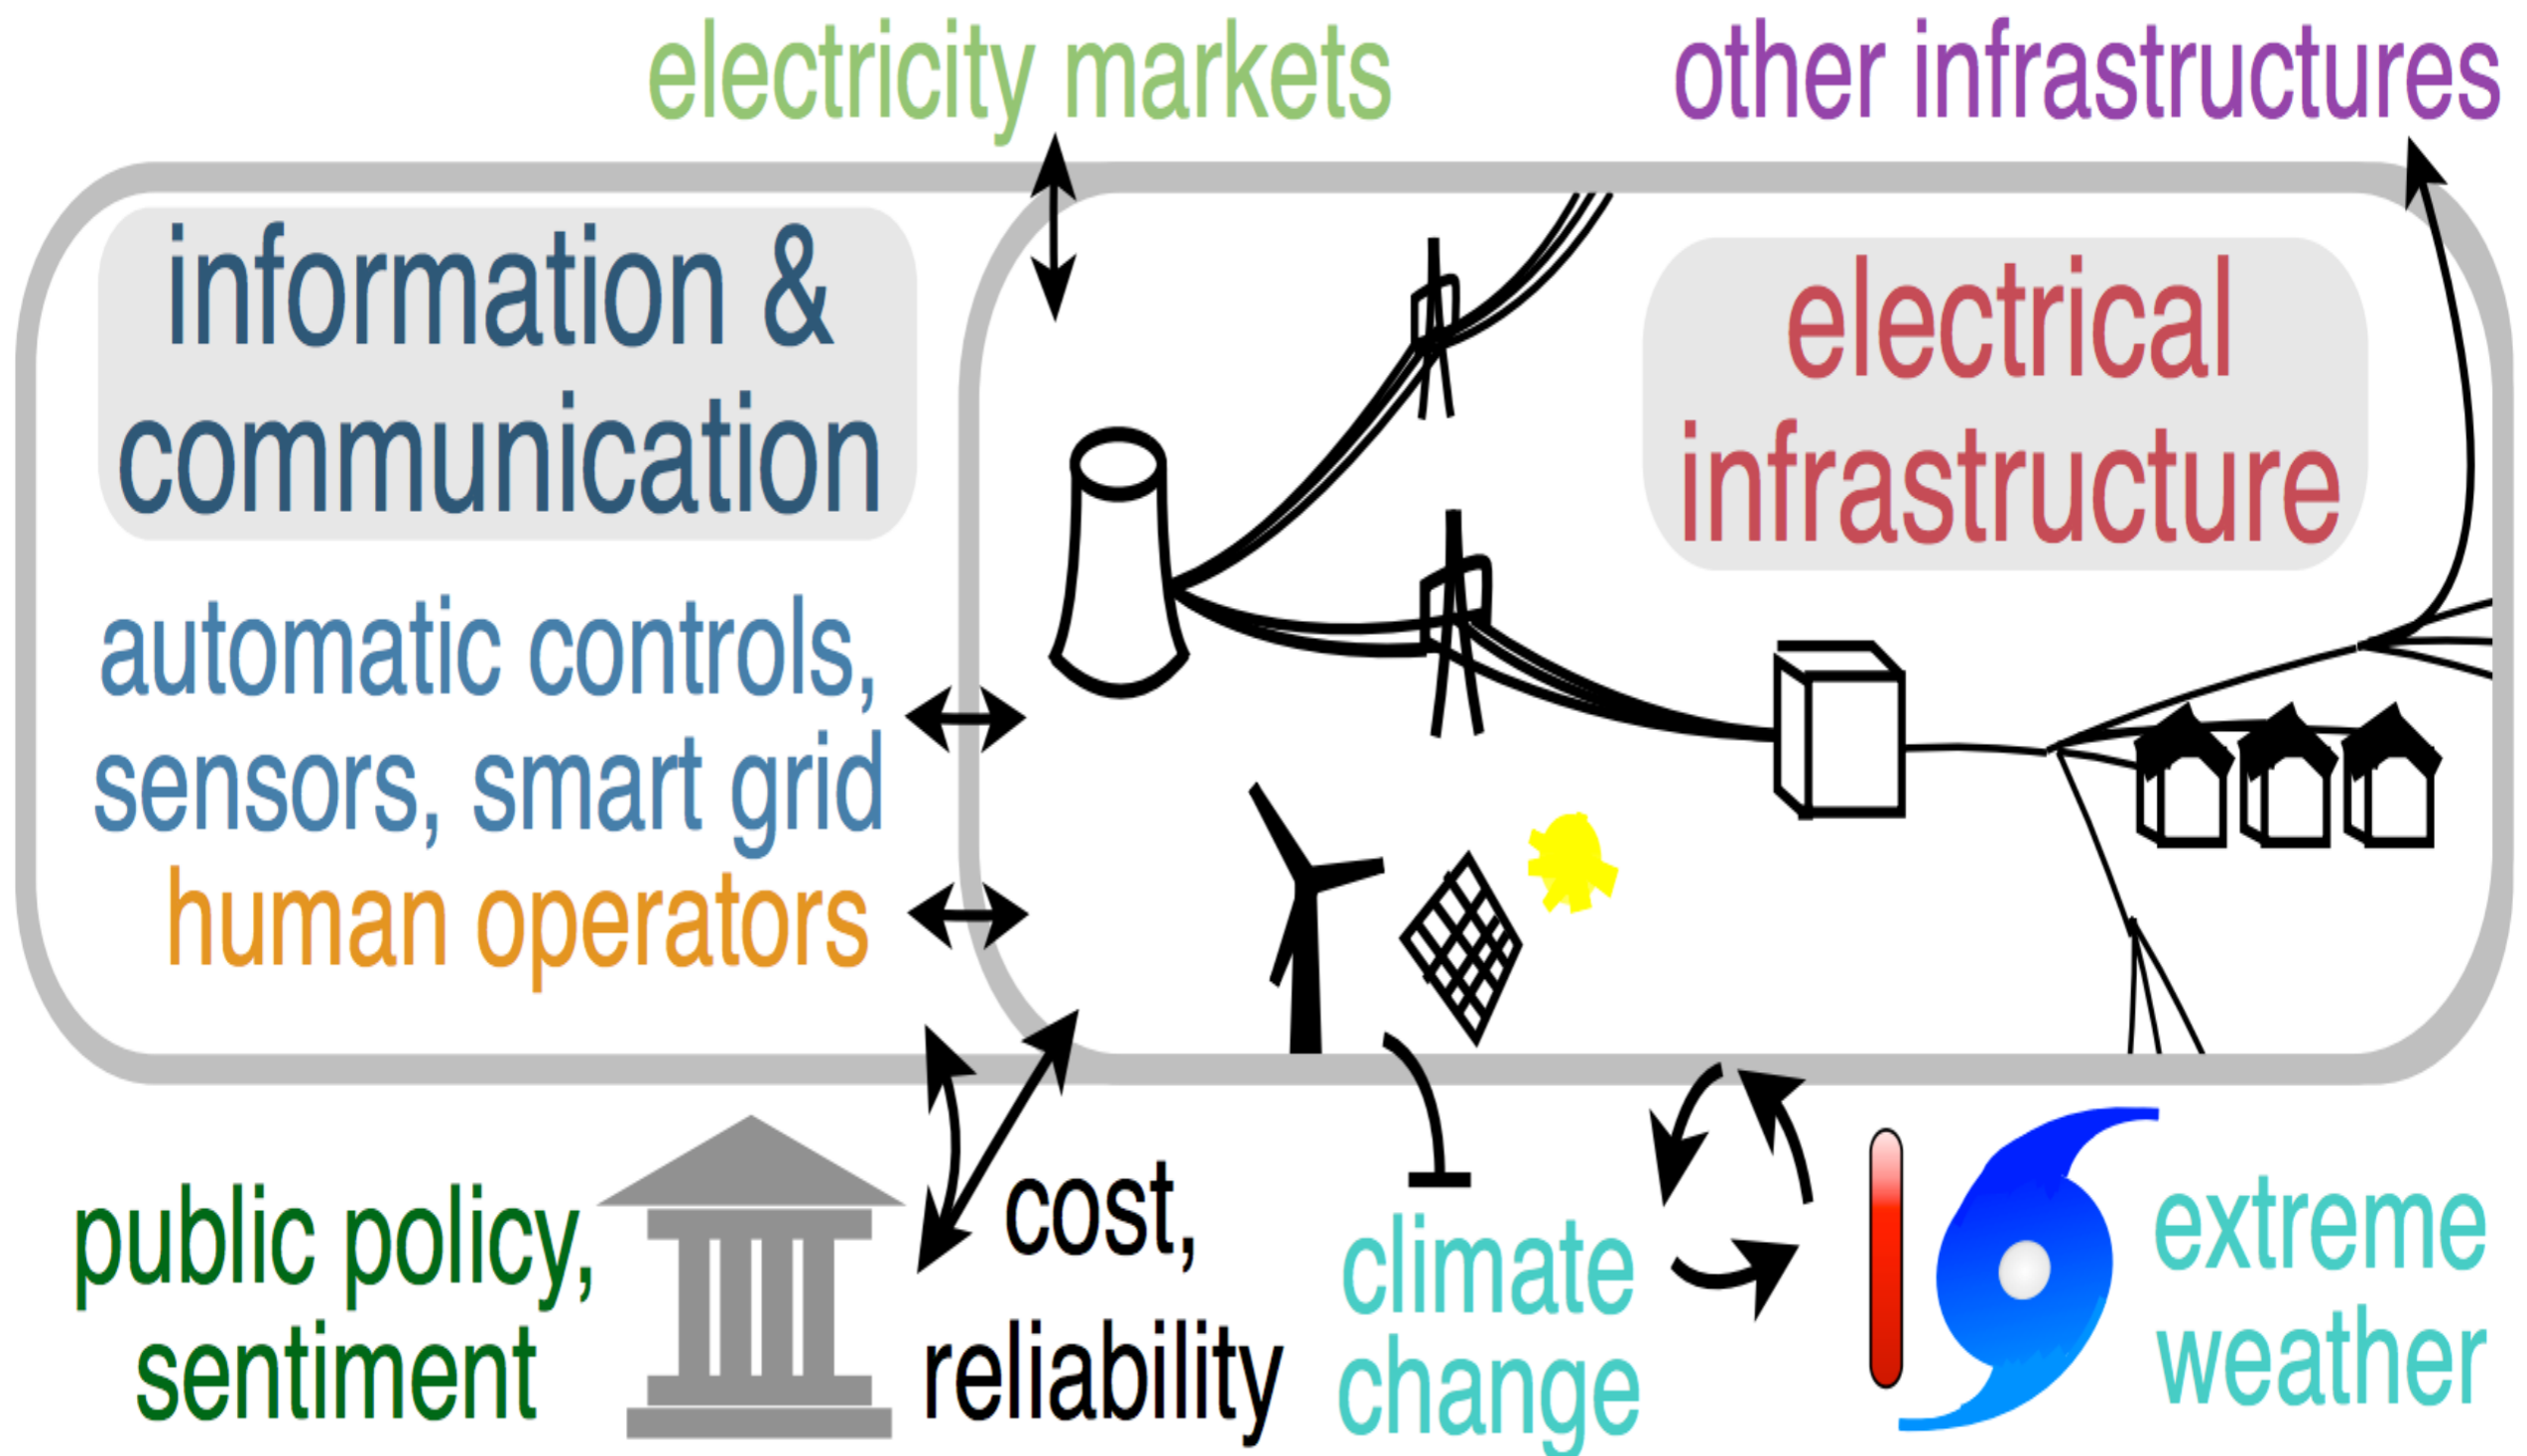 electricity markets
other infrastructures
information &
communication
electrical
infrastructure
automatic controls,
sensors, smart grid
human operators
public policy,
sentiment
cost,
reliability
climate
change
extreme
weather